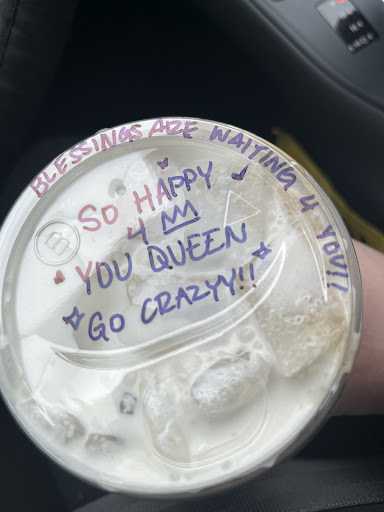 BLESSINGS ARE WAITING 4 YOU!!
SO HAPPY
4
YOU QUEEN
GO CRAZYY!!
B